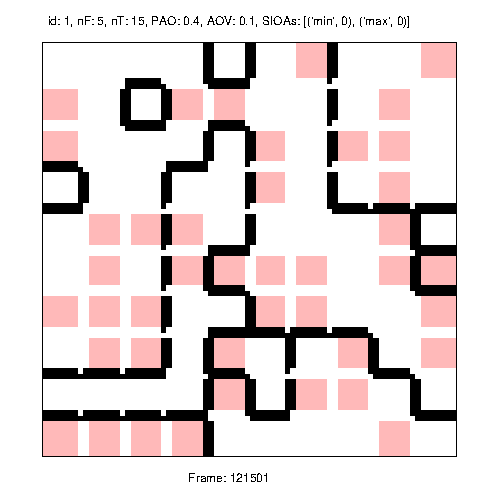 id: 1, nF: 5, nT: 15, PAO: 0.4, AOV: 0.1, SIOAs: [('min', 0), ('max', 0)]
Frame: 121501